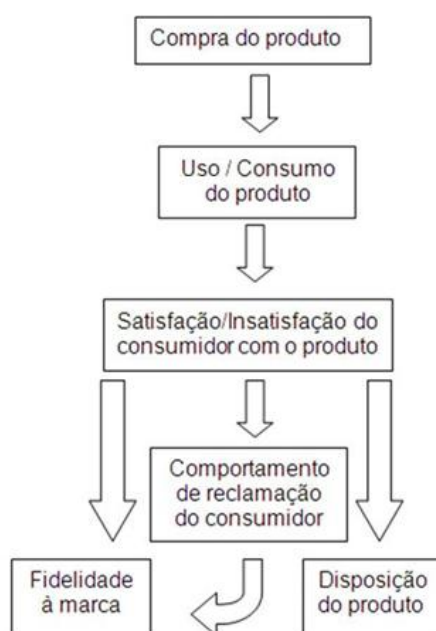 Compra do produto
Uso / Consumo
do produto
Satisfação/Insatisfação do
consumidor com o produto
Comportamento
de reclamação
do consumidor
Fidelidade
à marca
Disposição
do produto